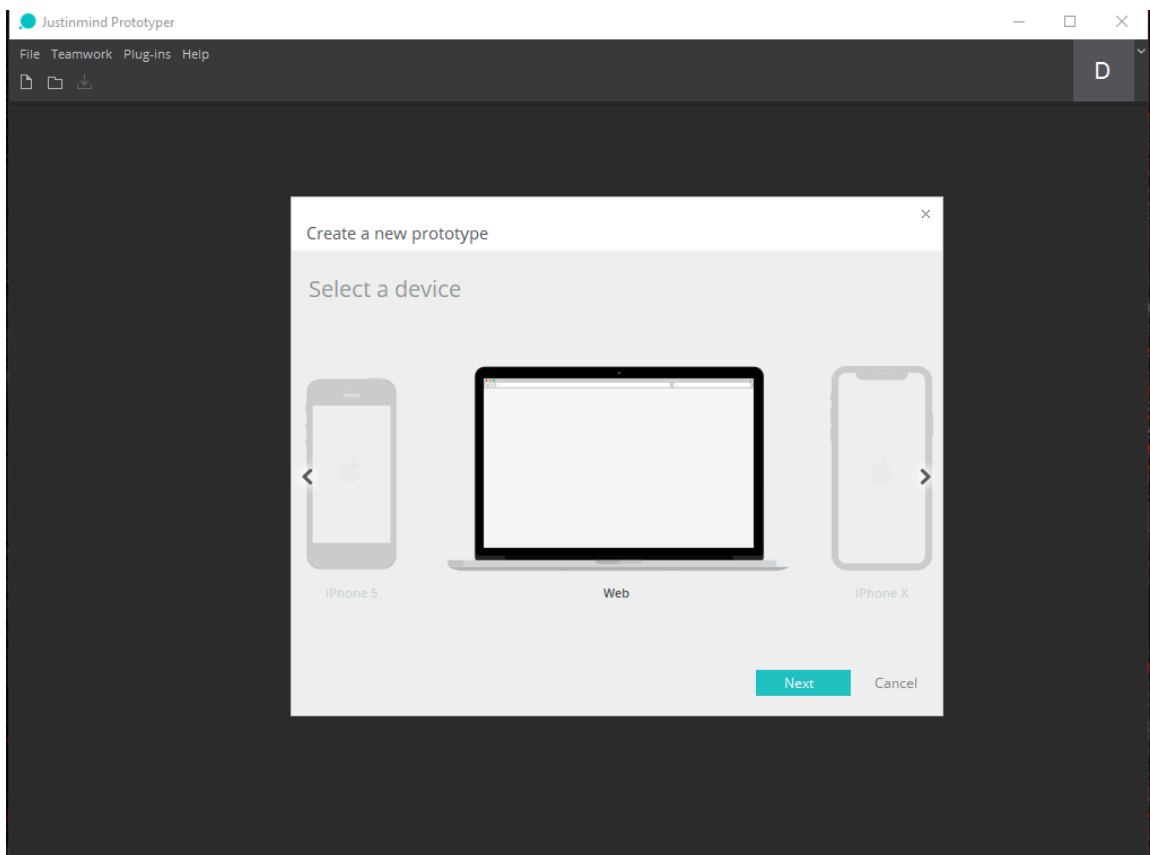 Justinmind Prototyper
File Teamwork Plug-ins Help
D
Create a new prototype
Select a device
iPhone 5
Web
iPhone X
Next
Cancel